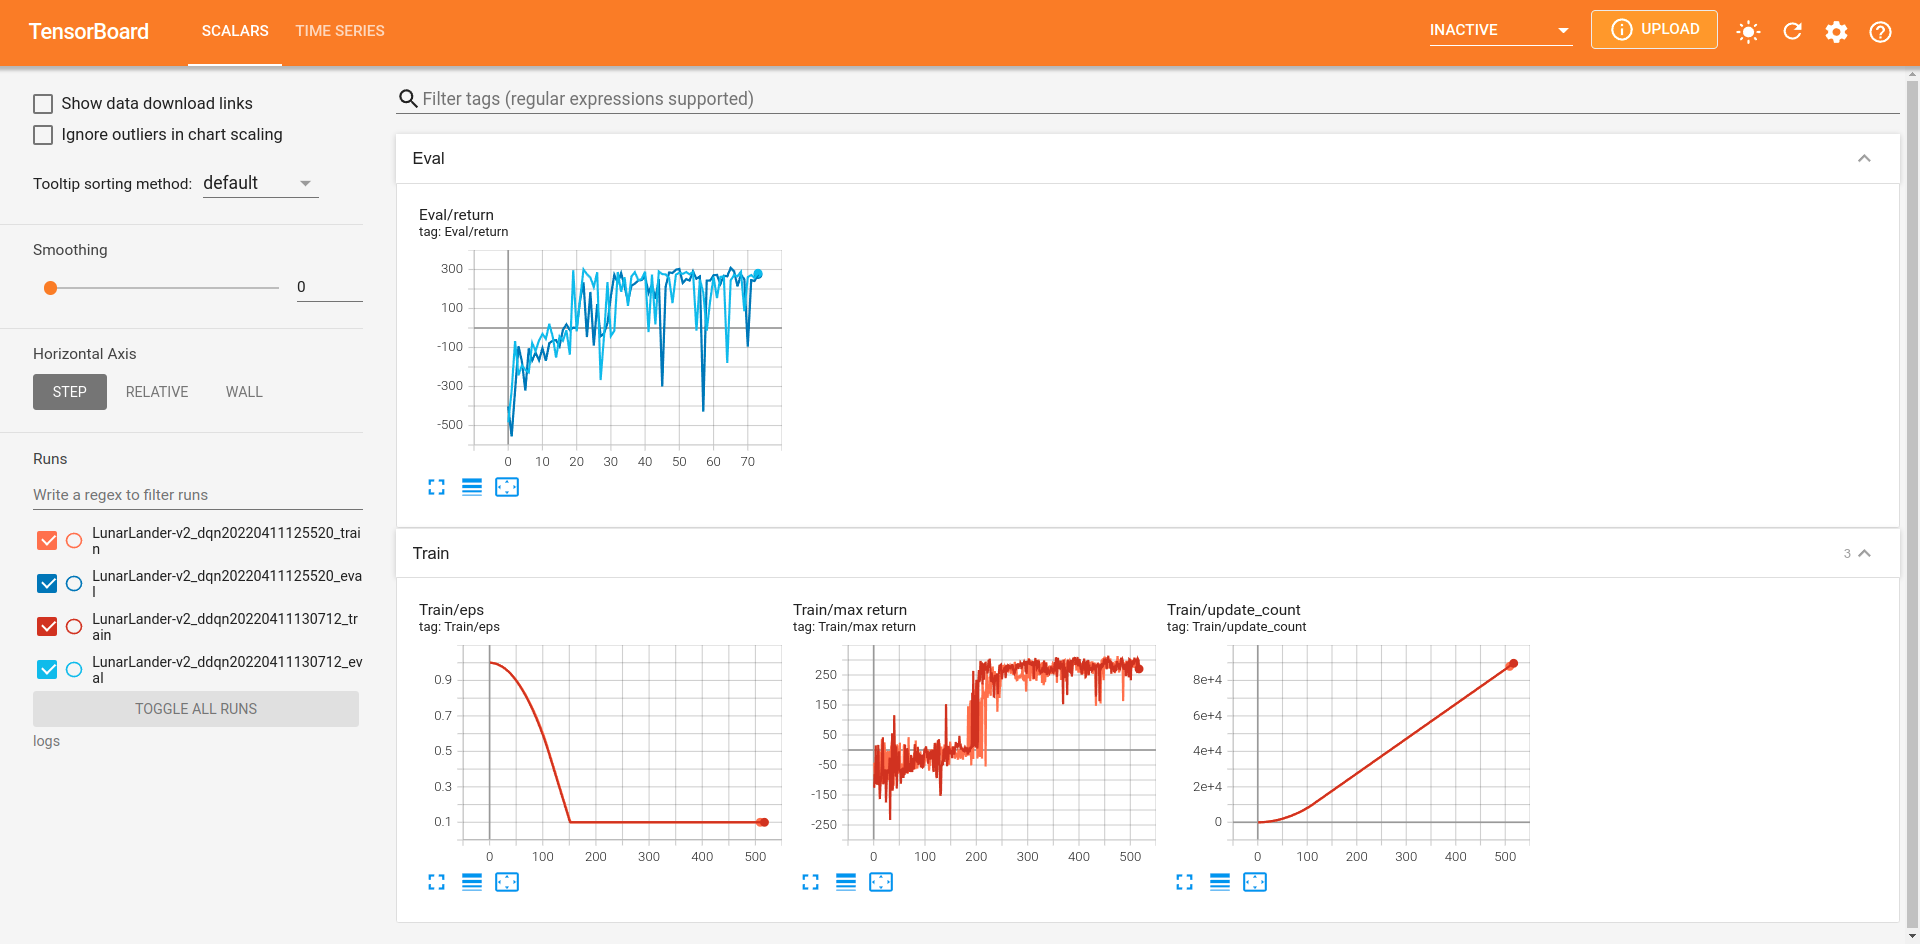 TensorBoard
SCALARS
TIME SERIES
INACTIVE
UPLOAD
Show data download links
Ignore outliers in chart scaling
Tooltip sorting method: default
Smoothing
0
Horizontal Axis
STEP
RELATIVE
WALL
Runs
Write a regex to filter runs
LunarLander-v2_dqn20220411125520_trai
n
LunarLander-v2_dqn20220411125520_eva
l
LunarLander-v2_ddqn20220411130712_tr
ain
LunarLander-v2_ddqn20220411130712_ev
al
TOGGLE ALL RUNS
logs
Filter tags (regular expressions supported)
Eval
Eval/return
tag: Eval/return
300
100
-100
-300
-500
0 10 20 30 40 50 60 70
Train
3
Train/eps
tag: Train/eps
0.9
0.7
0.5
0.3
0.1
0 100 200 300 400 500
Train/max return
tag: Train/max return
250
150
50
-50
-150
-250
0 100 200 300 400 500
Train/update_count
tag: Train/update_count
8e+4
6e+4
4e+4
2e+4
0
0 100 200 300 400 500